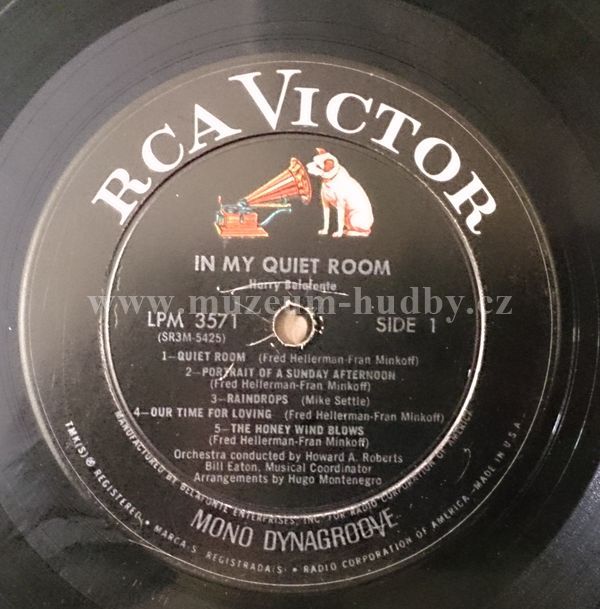 RCA VICTOR
IN MY QUIET ROOM
Harry Belafonte
www.muzeum-hudby.cz
LPM 3571 SIDE 1
(SR3M-5425)
1—QUIET ROOM (Fred Hellerman-Fran Minkoff)
2—PORTRAIT OF A SUNDAY AFTERNOON
(Fred Hellerman-Fran Minkoff)
3—RAINDROPS (Mike Settle)
4—OUR TIME FOR LOVING (Fred Hellerman-Fran Minkoff)
5—THE HONEY WIND BLOWS
(Fred Hellerman-Fran Minkoff)
Orchestra conducted by Howard A. Roberts
Bill Eaton, Musical Coordinator
Arrangements by Hugo Montenegro
MANUFACTURED BY BELAFONTE ENTERPRISES, INC. FOR RADIO CORPORATION OF AMERICA
MONO DYNAGROOVE
TMK(S) ® REGISTERED • MARCA(S) REGISTRADA(S) • RADIO CORPORATION OF AMERICA—MADE IN U.S.A.